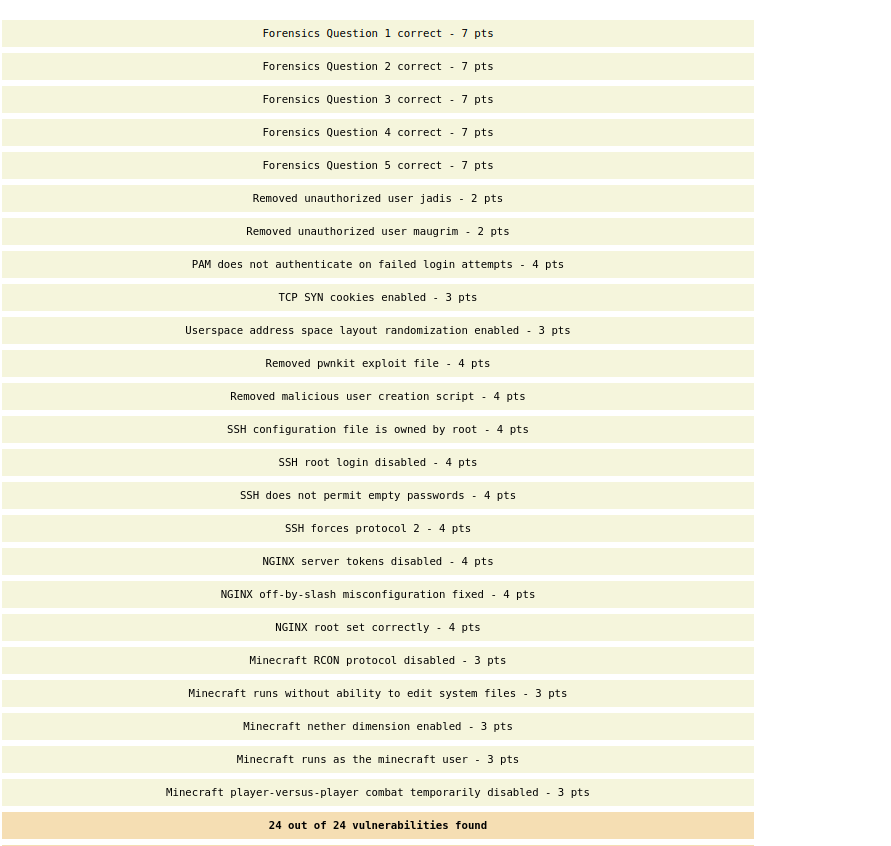 Forensics Question 1 correct - 7 pts
Forensics Question 2 correct - 7 pts
Forensics Question 3 correct - 7 pts
Forensics Question 4 correct - 7 pts
Forensics Question 5 correct - 7 pts
Removed unauthorized user jadis - 2 pts
Removed unauthorized user maugrim - 2 pts
PAM does not authenticate on failed login attempts - 4 pts
TCP SYN cookies enabled - 3 pts
Userspace address space layout randomization enabled - 3 pts
Removed pwnkit exploit file - 4 pts
Removed malicious user creation script - 4 pts
SSH configuration file is owned by root - 4 pts
SSH root login disabled - 4 pts
SSH does not permit empty passwords - 4 pts
SSH forces protocol 2 - 4 pts
NGINX server tokens disabled - 4 pts
NGINX off-by-slash misconfiguration fixed - 4 pts
NGINX root set correctly - 4 pts
Minecraft RCON protocol disabled - 3 pts
Minecraft runs without ability to edit system files - 3 pts
Minecraft nether dimension enabled - 3 pts
Minecraft runs as the minecraft user - 3 pts
Minecraft player-versus-player combat temporarily disabled - 3 pts
24 out of 24 vulnerabilities found